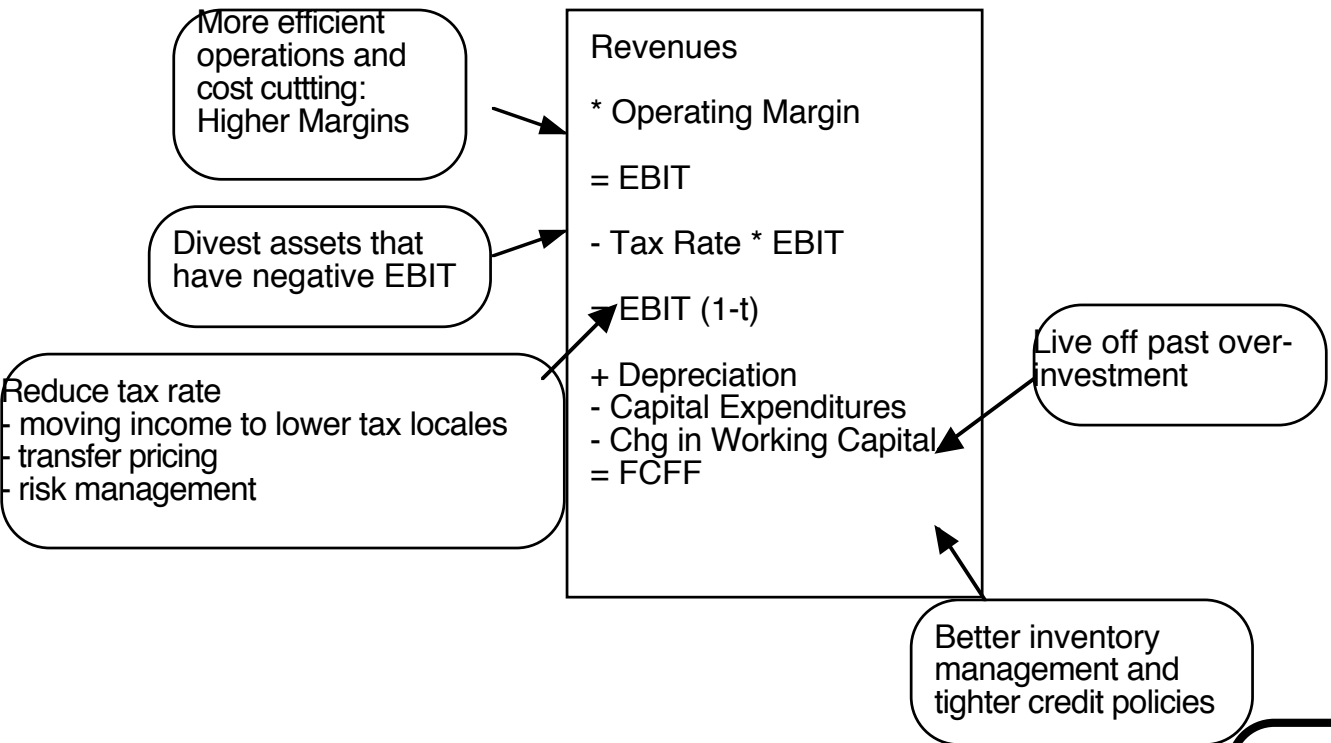 More efficient
operations and
cost cuttting:
Higher Margins
Divest assets that
have negative EBIT
Reduce tax rate
- moving income to lower tax locales
- transfer pricing
- risk management
Revenues
* Operating Margin
= EBIT
- Tax Rate * EBIT
= EBIT (1-t)
+ Depreciation
- Capital Expenditures
- Chg in Working Capital
= FCFF
Live off past over-
investment
Better inventory
management and
tighter credit policies